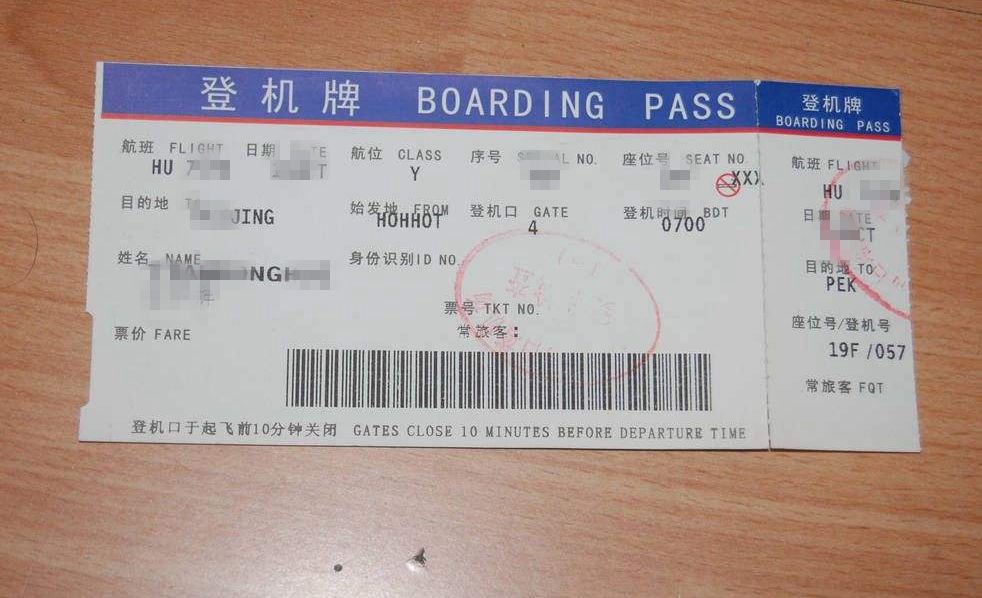 登机牌 BOARDING PASS
航班 FLIGHT 日期 航位 CLASS 序号 NO. 座位号 SEAT NO.
HU Y XXX
目的地 始发地 FROM 登机口 GATE 登机时间 BDT
JING HOHHOT 4 0700
姓名 NAME 身份识别ID NO.
票号 TKT NO.
票价 FARE 常旅客:
登机口于起飞前10分钟关闭 GATES CLOSE 10 MINUTES BEFORE DEPARTURE TIME
登机牌
BOARDING PASS
航班 FLIGHT
HU
目的地 TO
PEK
座位号/登机号
19F /057
常旅客 FQT